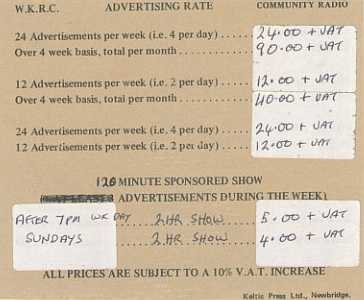 W.K.R.C. ADVERTISING RATE COMMUNITY RADIO
24 Advertisements per week (i.e. 4 per day) ..... 24.00 + VAT
Over 4 week basis, total per month ..... 90.00 + VAT
12 Advertisements per week (i.e. 2 per day) ..... 12.00 + VAT
Over 4 week basis, total per month ..... 40.00 + VAT
24 Advertisements per week (i.e. 4 per day) ..... 24.00 + VAT
12 Advertisements per week (i.e. 2 per day) ..... 12.00 + VAT
120 MINUTE SPONSORED SHOW
ADVERTISEMENTS DURING THE WEEK)
AFTER 7PM WK DAY 2 HR SHOW 5.00 + VAT
SUNDAYS 2 HR SHOW 4.00 + VAT
ALL PRICES ARE SUBJECT TO A 10% V.A.T. INCREASE
Keltic Press Ltd., Newbridge.